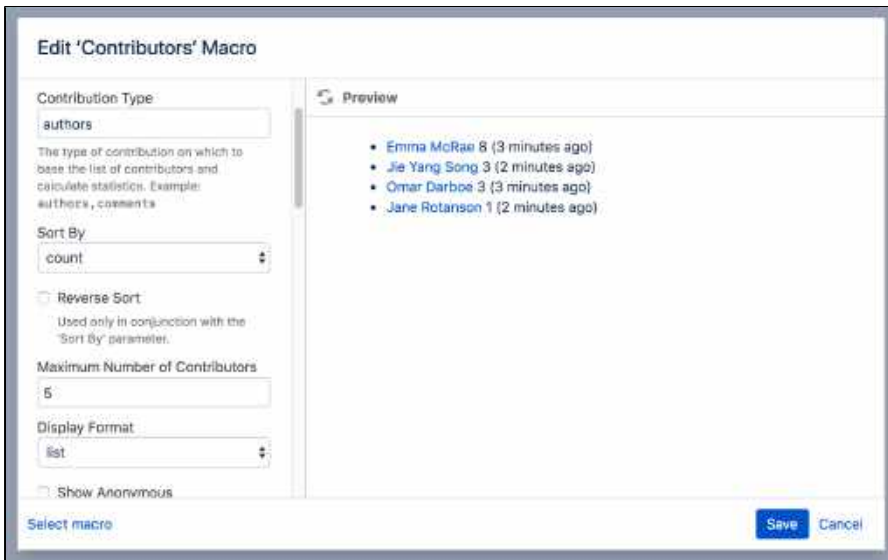 Edit 'Contributors' Macro
Contribution Type
authors
The type of contribution on which to
base the list of contributors and
calculate statistics. Example:
authors,comments
Sort By
count
Reverse Sort
Used only in conjunction with the
'Sort By' parameter.
Maximum Number of Contributors
5
Display Format
list
Show Anonymous
Select macro
Preview
• Emma McRae 8 (3 minutes ago)
• Jie Yang Song 3 (2 minutes ago)
• Omar Darboe 3 (3 minutes ago)
• Jane Rotanson 1 (2 minutes ago)
Save
Cancel